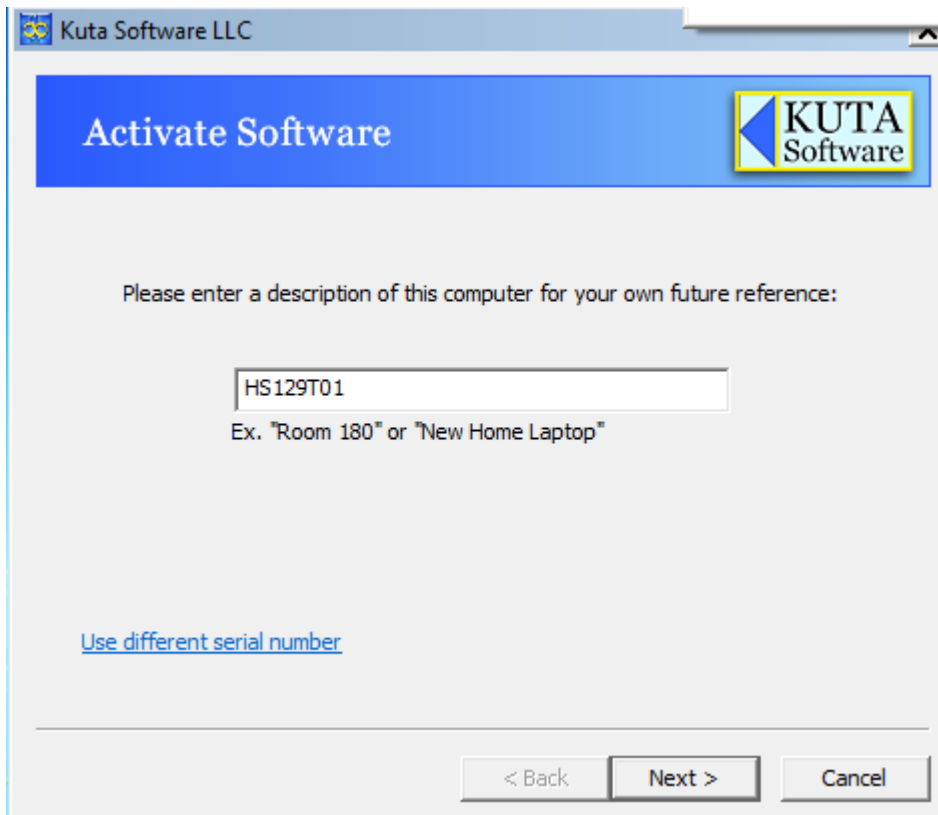 Kuta Software LLC
Activate Software
KUTA
Software
Please enter a description of this computer for your own future reference:
HS129T01
Ex. "Room 180" or "New Home Laptop"
Use different serial number
< Back
Next >
Cancel